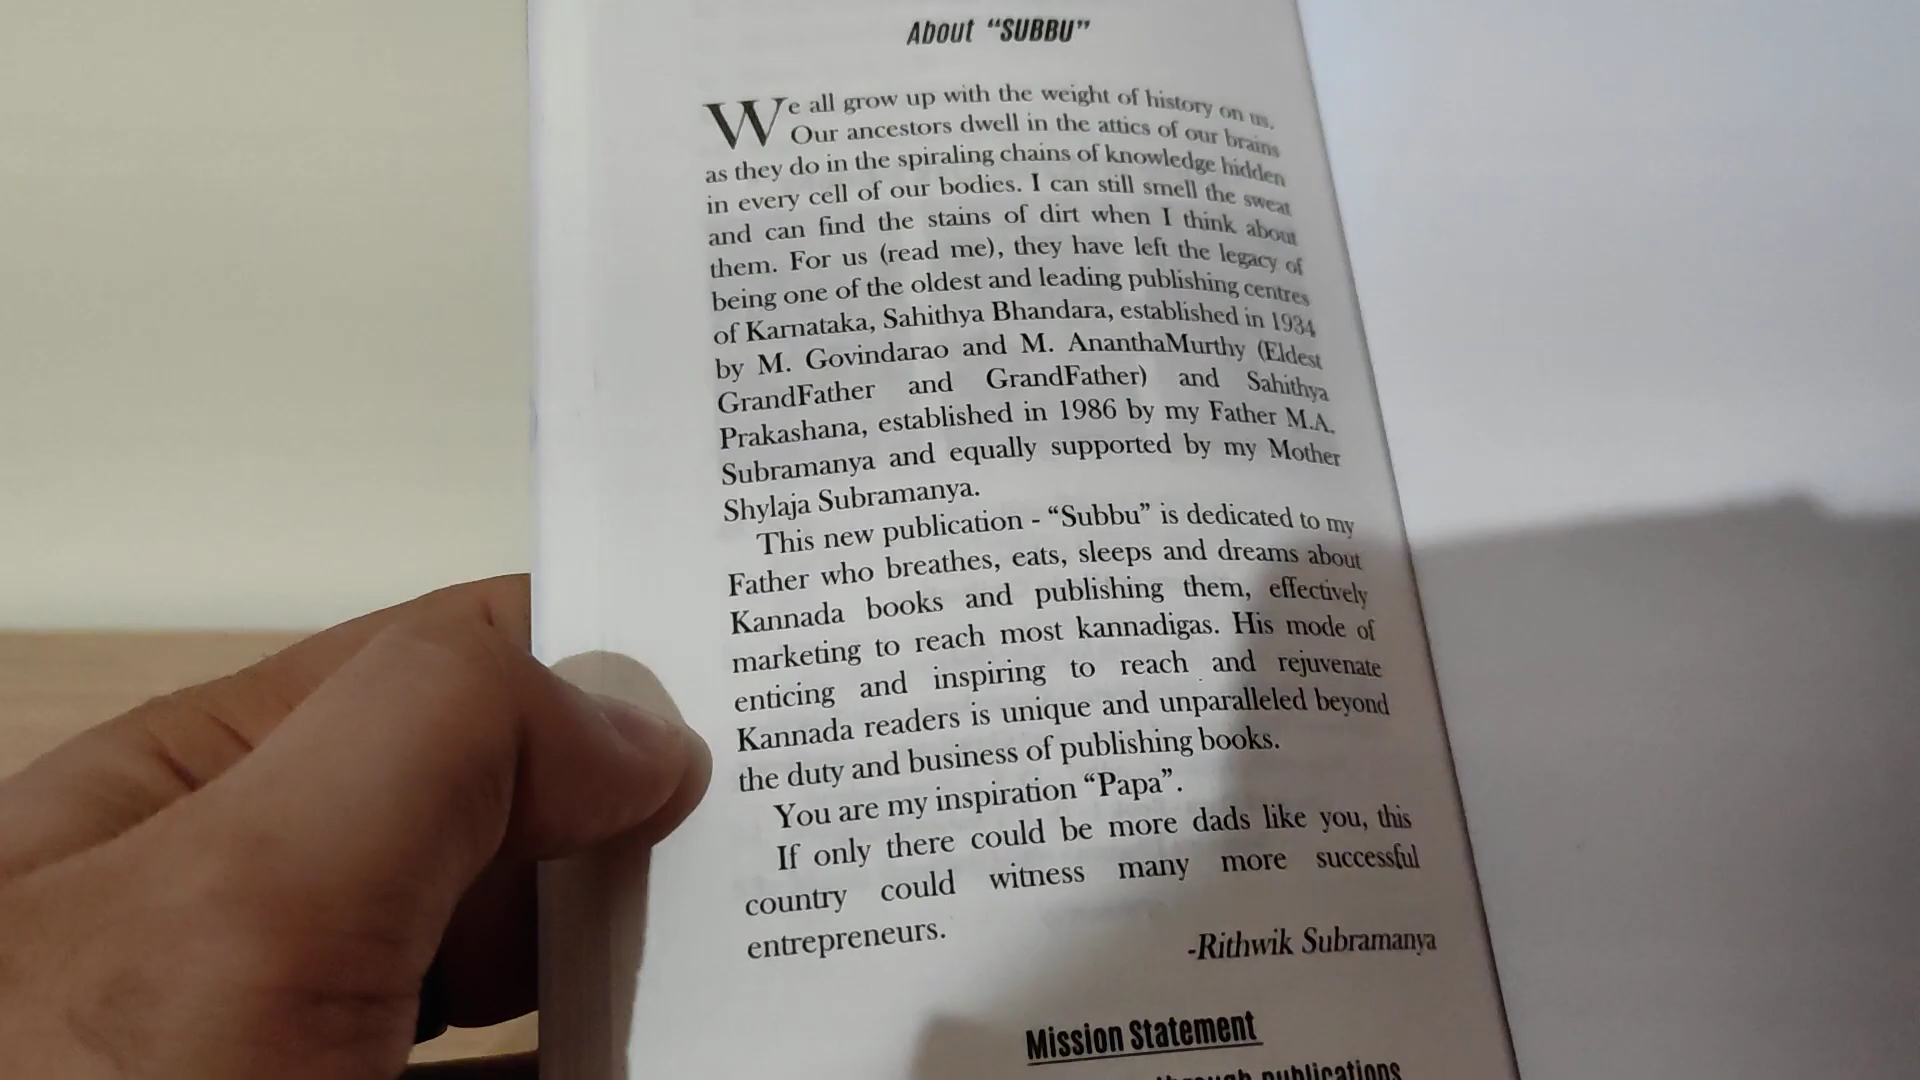 About “SUBBU”
We all grow up with the weight of history on us.
Our ancestors dwell in the attics of our brains
as they do in the spiraling chains of knowledge hidden
in every cell of our bodies. I can still smell the sweat
and can find the stains of dirt when I think about
them. For us (read me), they have left the legacy of
being one of the oldest and leading publishing centres
of Karnataka, Sahithya Bhandara, established in 1934
by M. Govindarao and M. AnanthaMurthy (Eldest
GrandFather and GrandFather) and Sahithya
Prakashana, established in 1986 by my Father M.A.
Subramanya and equally supported by my Mother
Shylaja Subramanya.
This new publication - “Subbu” is dedicated to my
Father who breathes, eats, sleeps and dreams about
Kannada books and publishing them, effectively
marketing to reach most kannadigas. His mode of
enticing and inspiring to reach and rejuvenate
Kannada readers is unique and unparalleled beyond
the duty and business of publishing books.
You are my inspiration “Papa”.
If only there could be more dads like you, this
country could witness many more successful
entrepreneurs.
-Rithwik Subramanya
Mission Statement
through publications